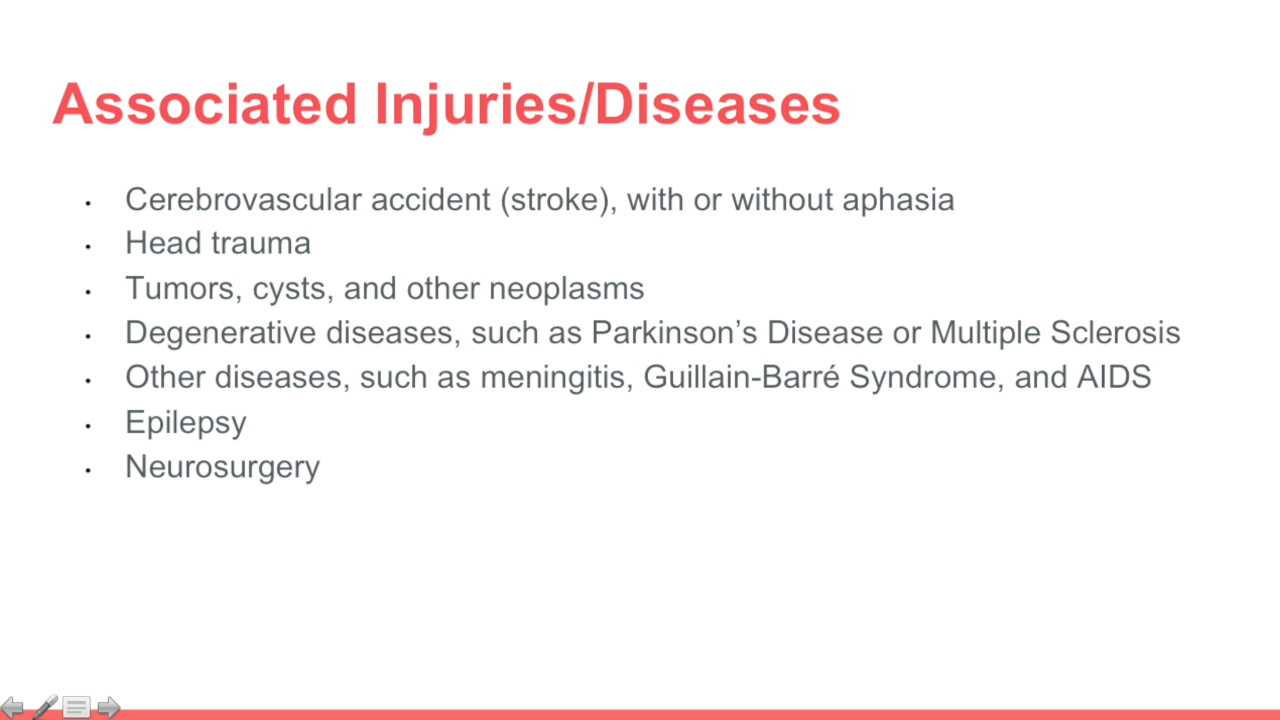 Associated Injuries/Diseases
• Cerebrovascular accident (stroke), with or without aphasia
• Head trauma
• Tumors, cysts, and other neoplasms
• Degenerative diseases, such as Parkinson’s Disease or Multiple Sclerosis
• Other diseases, such as meningitis, Guillain-Barré Syndrome, and AIDS
• Epilepsy
• Neurosurgery